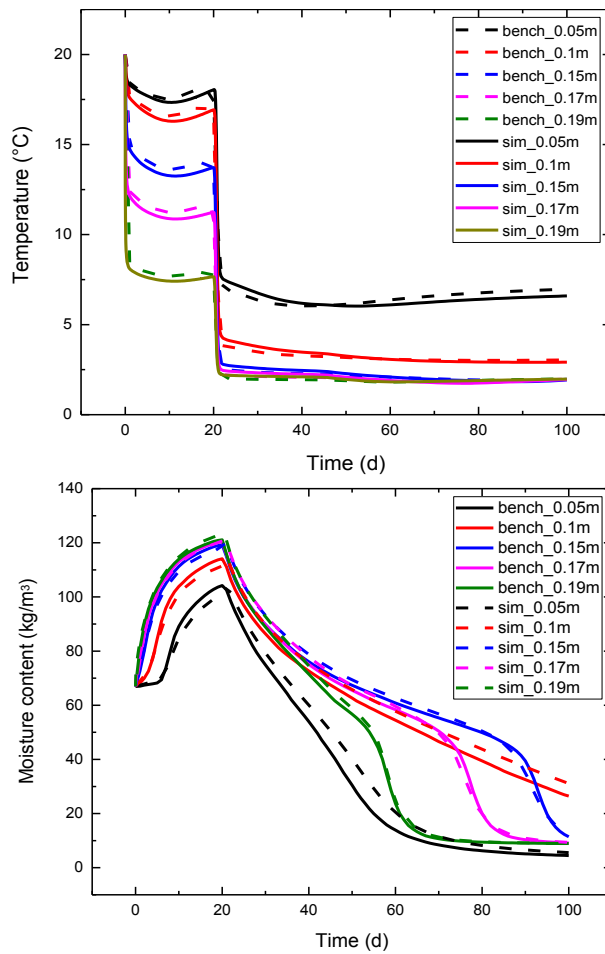 20
15
10
5
0
Temperature (°C)
bench_0.05m
bench_0.1m
bench_0.15m
bench_0.17m
bench_0.19m
sim_0.05m
sim_0.1m
sim_0.15m
sim_0.17m
sim_0.19m
0 20 40 60 80 100
Time (d)
140
120
100
80
60
40
20
0
Moisture content (kg/m³)
bench_0.05m
bench_0.1m
bench_0.15m
bench_0.17m
bench_0.19m
sim_0.05m
sim_0.1m
sim_0.15m
sim_0.17m
sim_0.19m
0 20 40 60 80 100
Time (d)